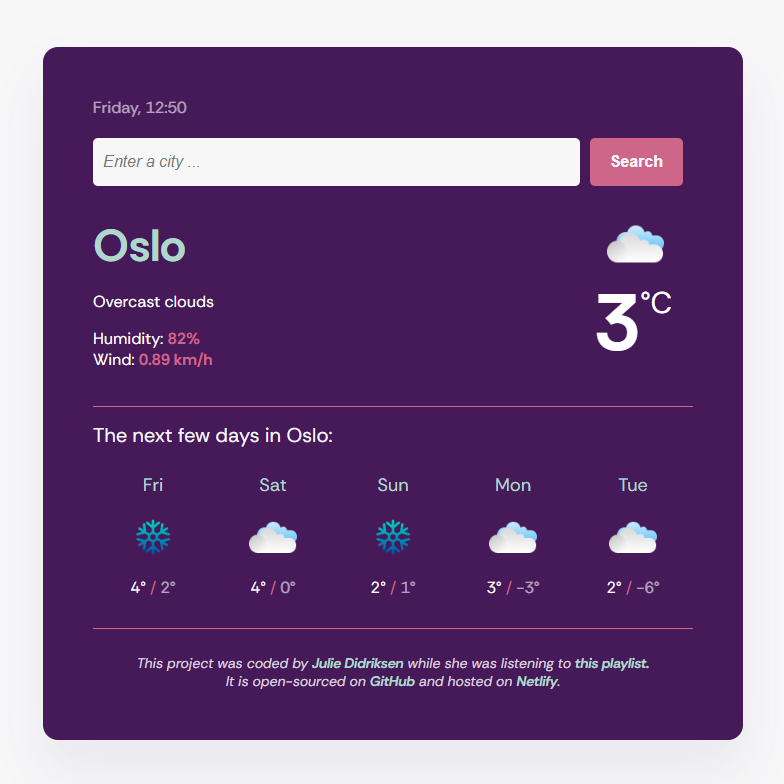 Friday, 12:50
Enter a city ...
Search
Oslo
Overcast clouds
3°C
Humidity: 82%
Wind: 0.89 km/h
The next few days in Oslo:
Fri Sat Sun Mon Tue
4° / 2° 4° / 0° 2° / 1° 3° / -3° 2° / -6°
This project was coded by Julie Didriksen while she was listening to this playlist.
It is open-sourced on GitHub and hosted on Netlify.